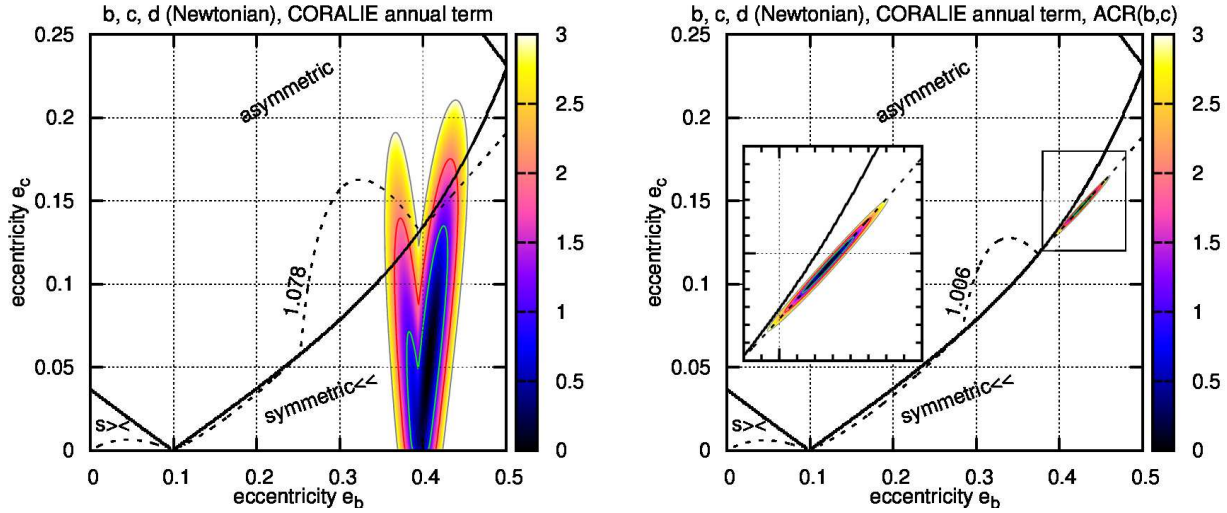 b, c, d (Newtonian), CORALIE annual term
0.25
0.2
0.15
0.1
0.05
0
eccentricity e_c
asymmetric
1.078
symmetric<<
s><
0 0.1 0.2 0.3 0.4 0.5
eccentricity e_b
3
2.5
2
1.5
1
0.5
0
b, c, d (Newtonian), CORALIE annual term, ACR(b,c)
0.25
0.2
0.15
0.1
0.05
0
eccentricity e_c
asymmetric
1.006
symmetric<<
s><
0 0.1 0.2 0.3 0.4 0.5
eccentricity e_b
3
2.5
2
1.5
1
0.5
0